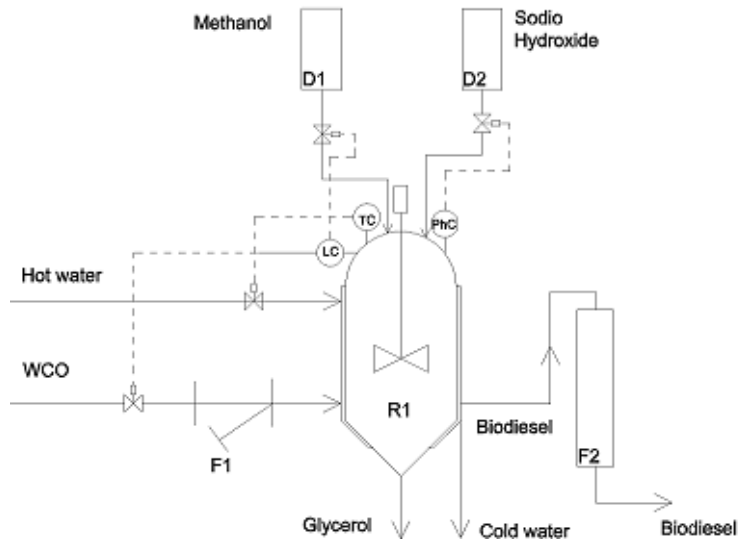 Methanol
Sodio
Hydroxide
D1
D2
TC
PhC
LC
Hot water
WCO
R1
Biodiesel
F1
F2
Glycerol
Cold water
Biodiesel